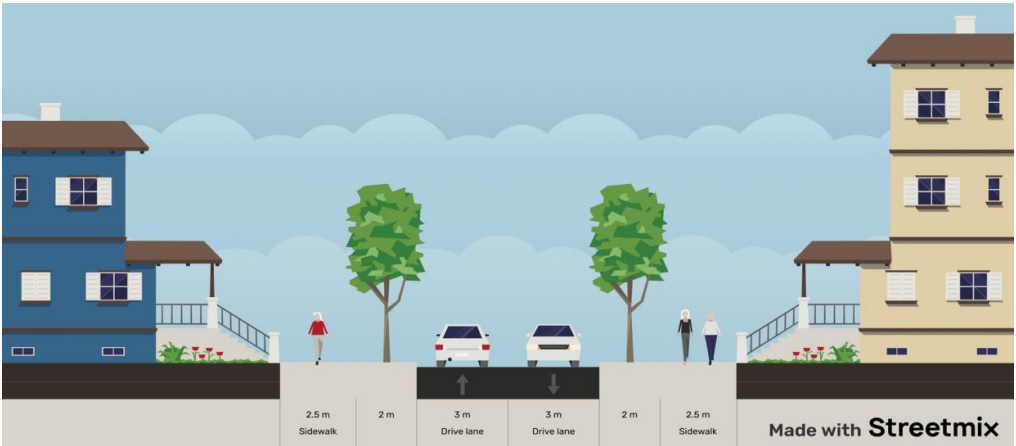 2.5 m
Sidewalk
2 m
3 m
Drive lane
3 m
Drive lane
2 m
2.5 m
Sidewalk
Made with Streetmix